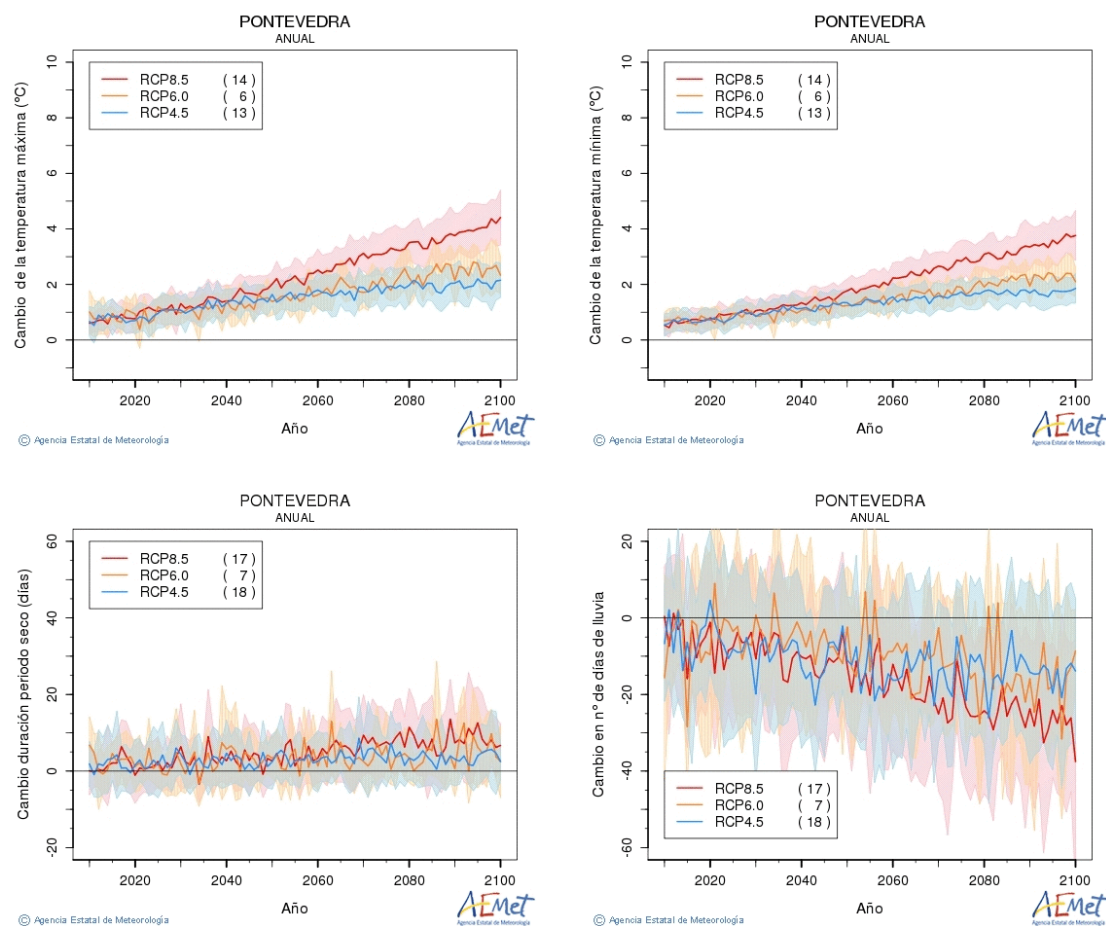 PONTEVEDRA
ANUAL
Cambio de la temperatura máxima (ºC)
10
8
6
4
2
0
RCP8.5 ( 14 )
RCP6.0 ( 6 )
RCP4.5 ( 13 )
2020 2040 2060 2080 2100
Año
© Agencia Estatal de Meteorología
AEMet
Agencia Estatal de Meteorología
PONTEVEDRA
ANUAL
Cambio de la temperatura mínima (ºC)
10
8
6
4
2
0
RCP8.5 ( 14 )
RCP6.0 ( 6 )
RCP4.5 ( 13 )
2020 2040 2060 2080 2100
Año
© Agencia Estatal de Meteorología
AEMet
Agencia Estatal de Meteorología
PONTEVEDRA
ANUAL
Cambio duración periodo seco (días)
60
40
20
0
-20
RCP8.5 ( 17 )
RCP6.0 ( 7 )
RCP4.5 ( 18 )
2020 2040 2060 2080 2100
Año
© Agencia Estatal de Meteorología
AEMet
Agencia Estatal de Meteorología
PONTEVEDRA
ANUAL
Cambio en nº de días de lluvia
20
0
-20
-40
-60
RCP8.5 ( 17 )
RCP6.0 ( 7 )
RCP4.5 ( 18 )
2020 2040 2060 2080 2100
Año
© Agencia Estatal de Meteorología
AEMet
Agencia Estatal de Meteorología